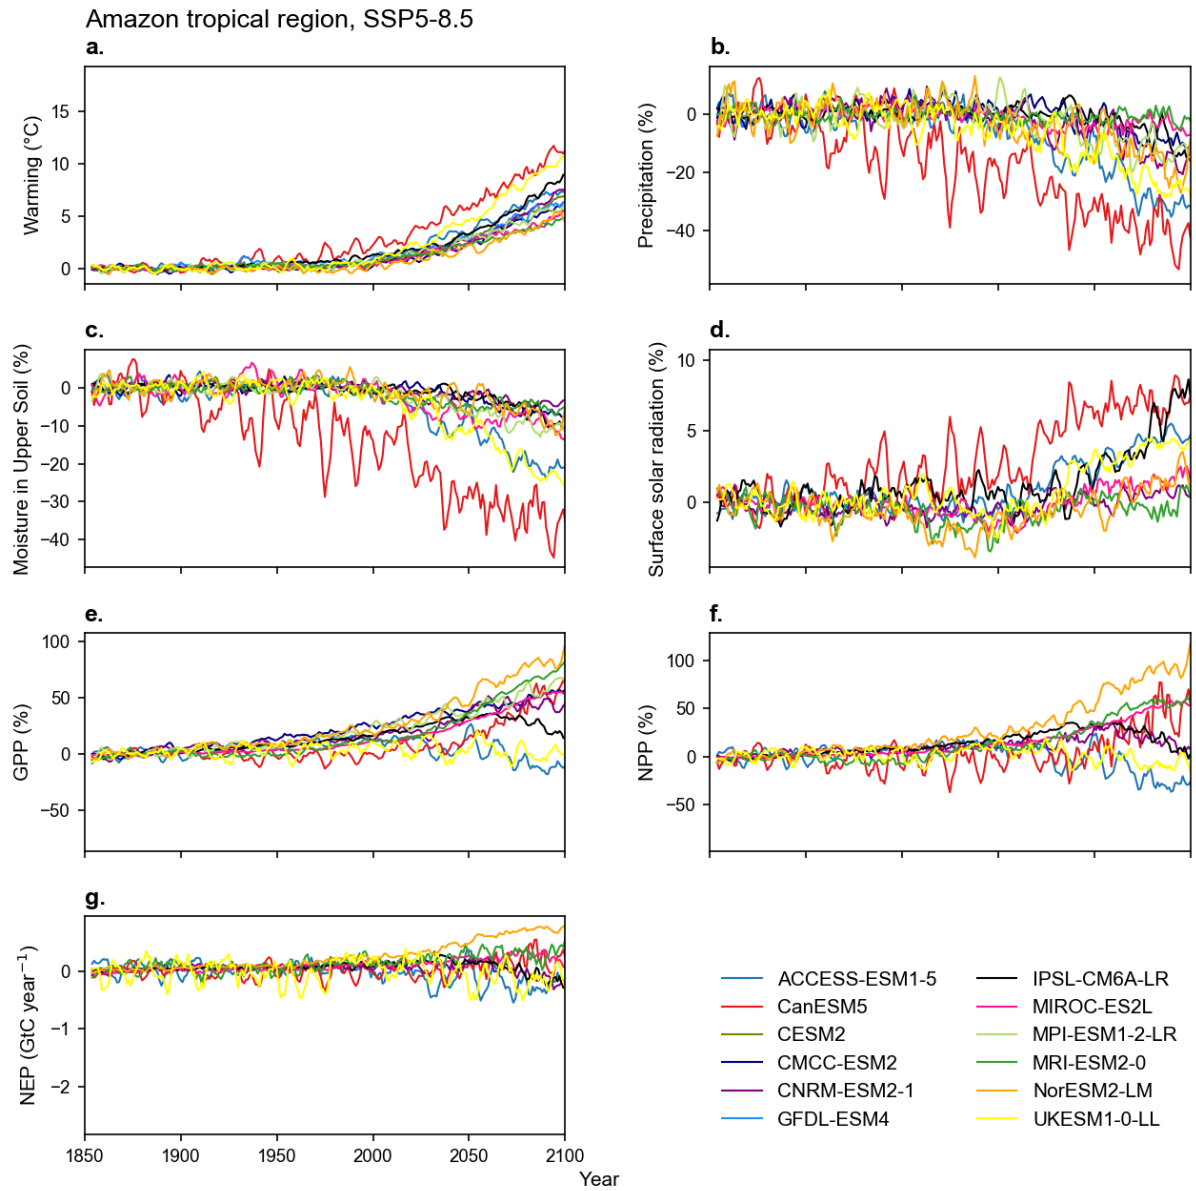 Amazon tropical region, SSP5-8.5
a.
Warming (°C)
15
10
5
0
b.
Precipitation (%)
0
−20
−40
c.
Moisture in Upper Soil (%)
0
−10
−20
−30
−40
d.
Surface solar radiation (%)
10
5
0
e.
GPP (%)
100
50
0
−50
f.
NPP (%)
100
50
0
−50
g.
NEP (GtC year⁻¹)
0
−1
−2
1850 1900 1950 2000 2050 2100
Year
ACCESS-ESM1-5
CanESM5
CESM2
CMCC-ESM2
CNRM-ESM2-1
GFDL-ESM4
IPSL-CM6A-LR
MIROC-ES2L
MPI-ESM1-2-LR
MRI-ESM2-0
NorESM2-LM
UKESM1-0-LL